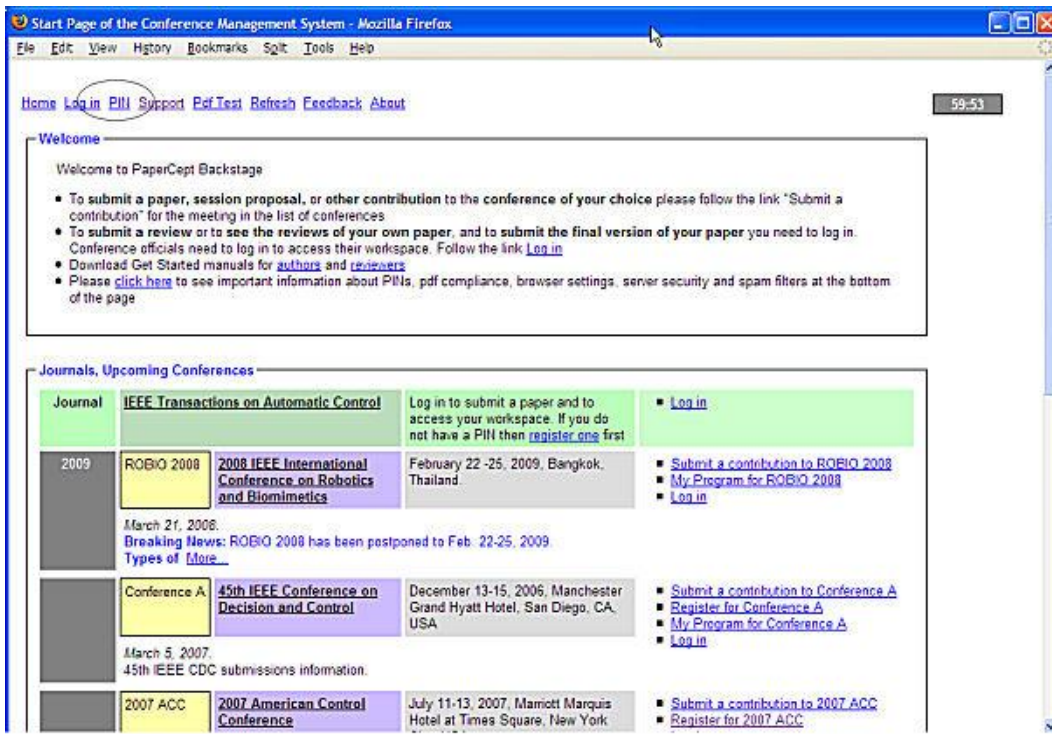 Start Page of the Conference Management System - Mozilla Firefox
File Edit View History Bookmarks Split Tools Help
Home Log in PIN Support Pdf Test Refresh Feedback About
59:53
Welcome
Welcome to PaperCept Backstage
To submit a paper, session proposal, or other contribution to the conference of your choice please follow the link "Submit a
contribution" for the meeting in the list of conferences
To submit a review or to see the reviews of your own paper, and to submit the final version of your paper you need to log in.
Conference officials need to log in to access their workspace. Follow the link Log in
Download Get Started manuals for authors and reviewers
Please click here to see important information about PINs, pdf compliance, browser settings, server security and spam filters at the bottom
of the page
Journals, Upcoming Conferences
Journal
IEEE Transactions on Automatic Control
Log in to submit a paper and to
access your workspace. If you do
not have a PIN then register one first
Log in
2009
ROBIO 2008
2008 IEEE International
Conference on Robotics
and Biomimetics
February 22 -25, 2009, Bangkok,
Thailand.
Submit a contribution to ROBIO 2008
My Program for ROBIO 2008
Log in
March 21, 2008.
Breaking News: ROBIO 2008 has been postponed to Feb. 22-25, 2009.
Types of More...
Conference A
45th IEEE Conference on
Decision and Control
December 13-15, 2006, Manchester
Grand Hyatt Hotel, San Diego, CA,
USA
Submit a contribution to Conference A
Register for Conference A
My Program for Conference A
Log in
March 5, 2007.
45th IEEE CDC submissions information.
2007 ACC
2007 American Control
Conference
July 11-13, 2007, Marriott Marquis
Hotel at Times Square, New York
Submit a contribution to 2007 ACC
Register for 2007 ACC